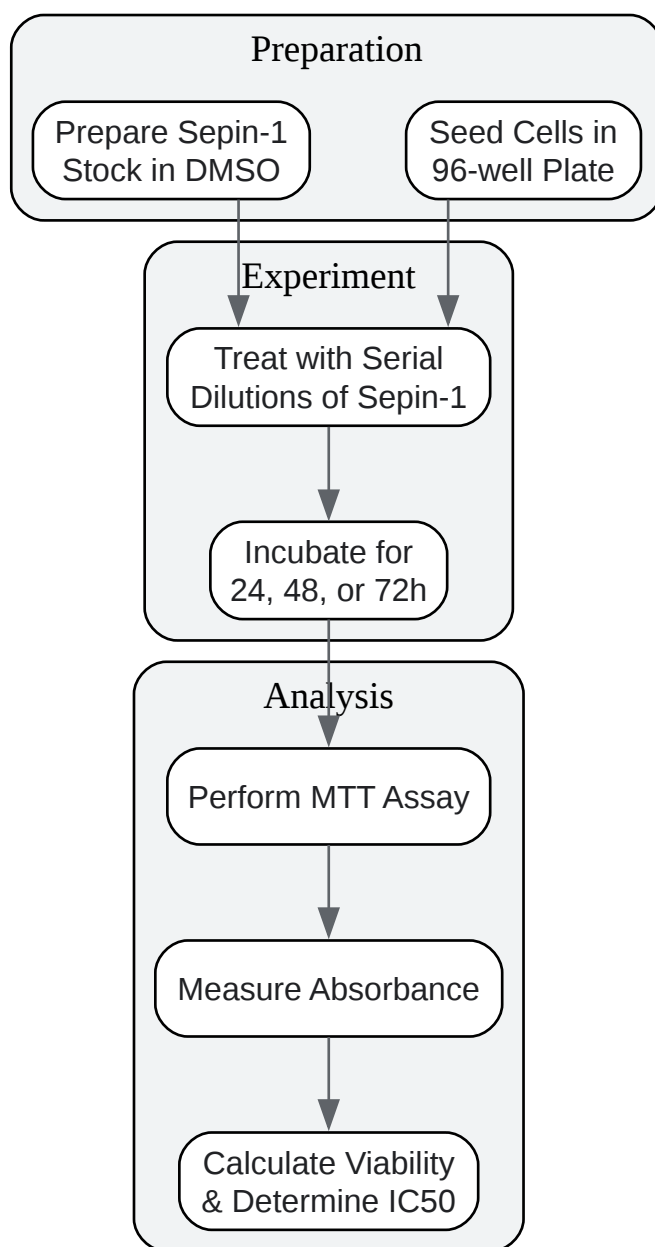 Preparation
Prepare Sepin-1
Stock in DMSO
Seed Cells in
96-well Plate
Experiment
Treat with Serial
Dilutions of Sepin-1
Incubate for
24, 48, or 72h
Analysis
Perform MTT Assay
Measure Absorbance
Calculate Viability
& Determine IC50